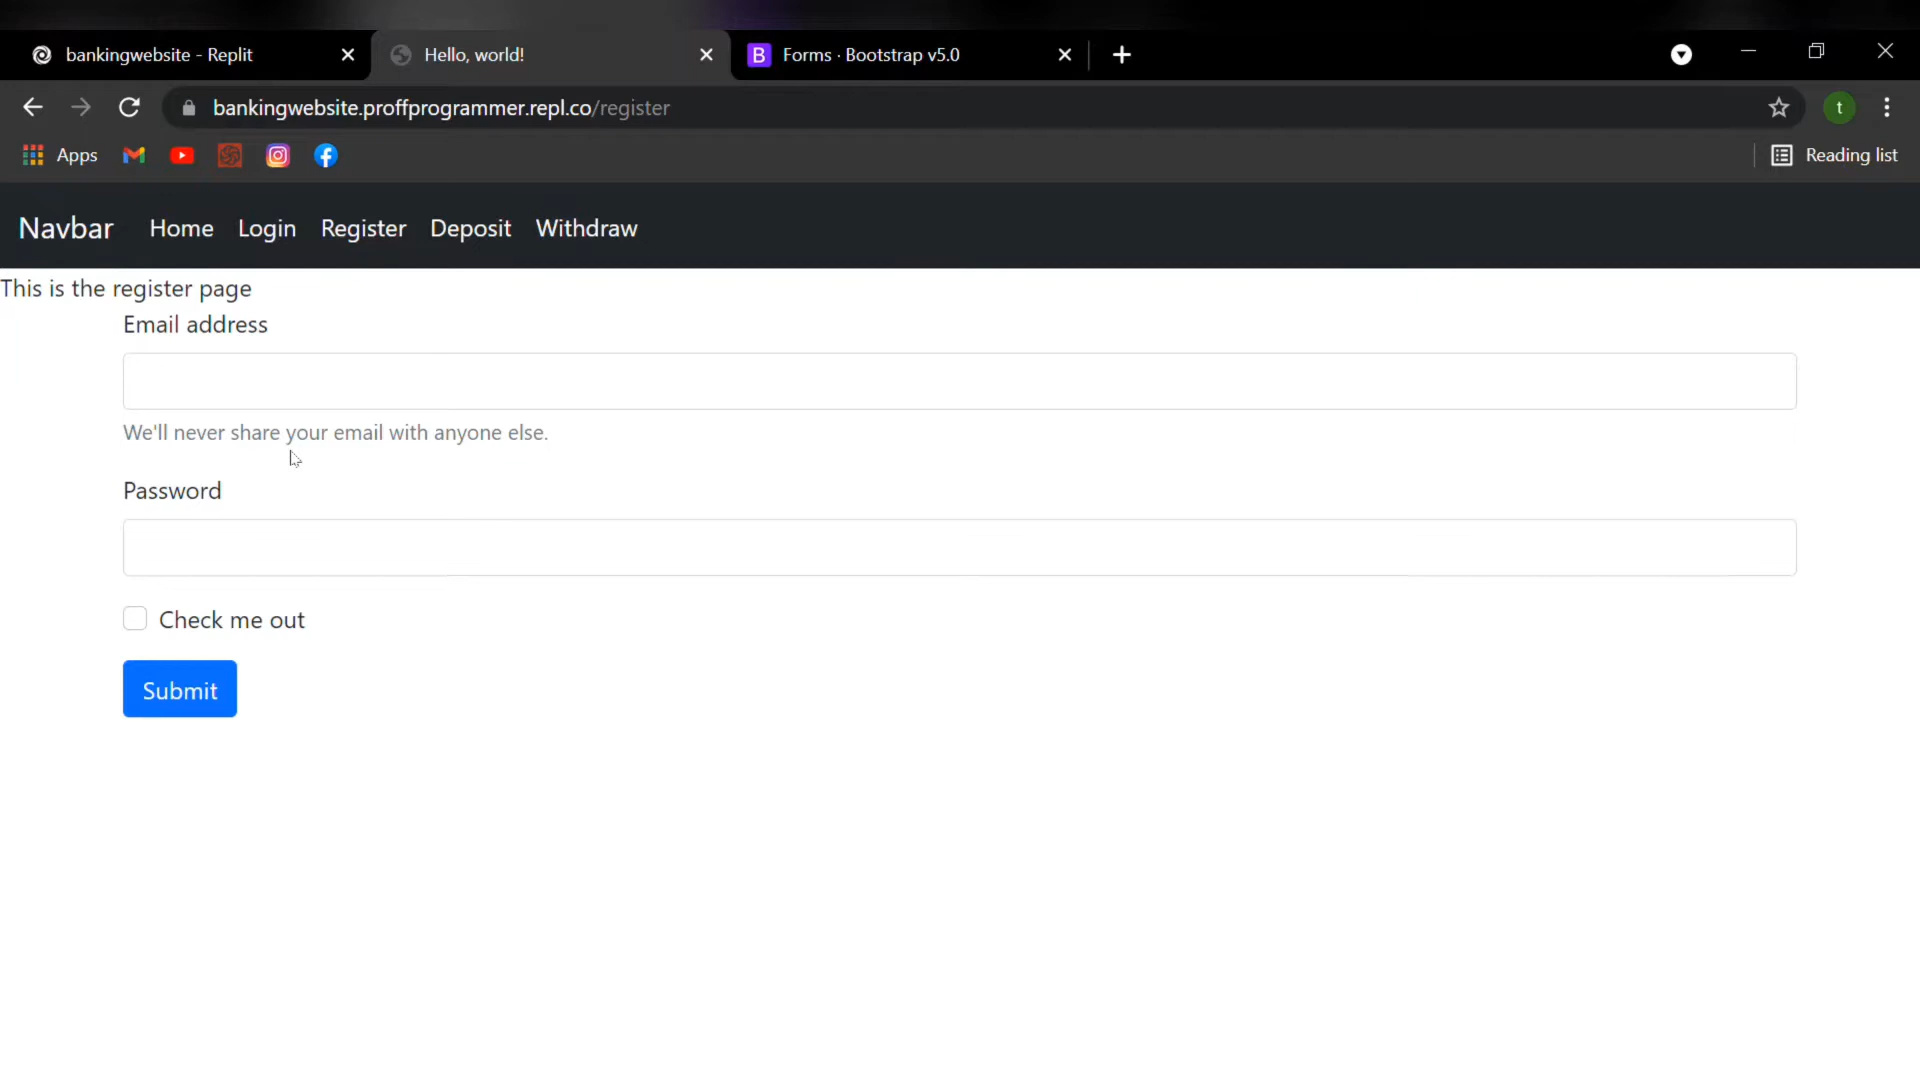 bankingwebsite - Replit
Hello, world!
B Forms · Bootstrap v5.0
bankingwebsite.proffprogrammer.repl.co/register
t
Apps
Reading list
Navbar Home Login Register Deposit Withdraw
This is the register page
Email address
We'll never share your email with anyone else.
Password
Check me out
Submit